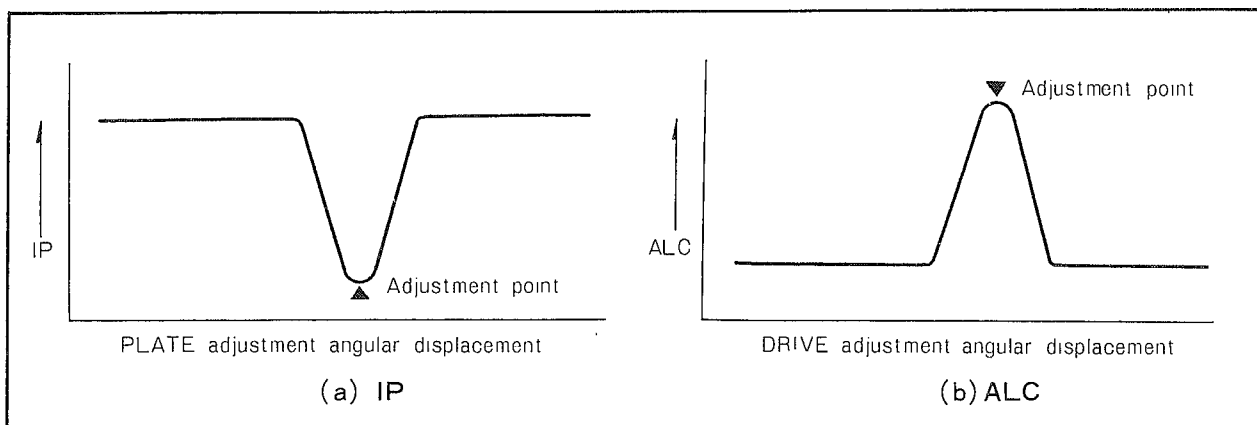 IP
Adjustment point
PLATE adjustment angular displacement
(a) IP
Adjustment point
ALC
DRIVE adjustment angular displacement
(b) ALC